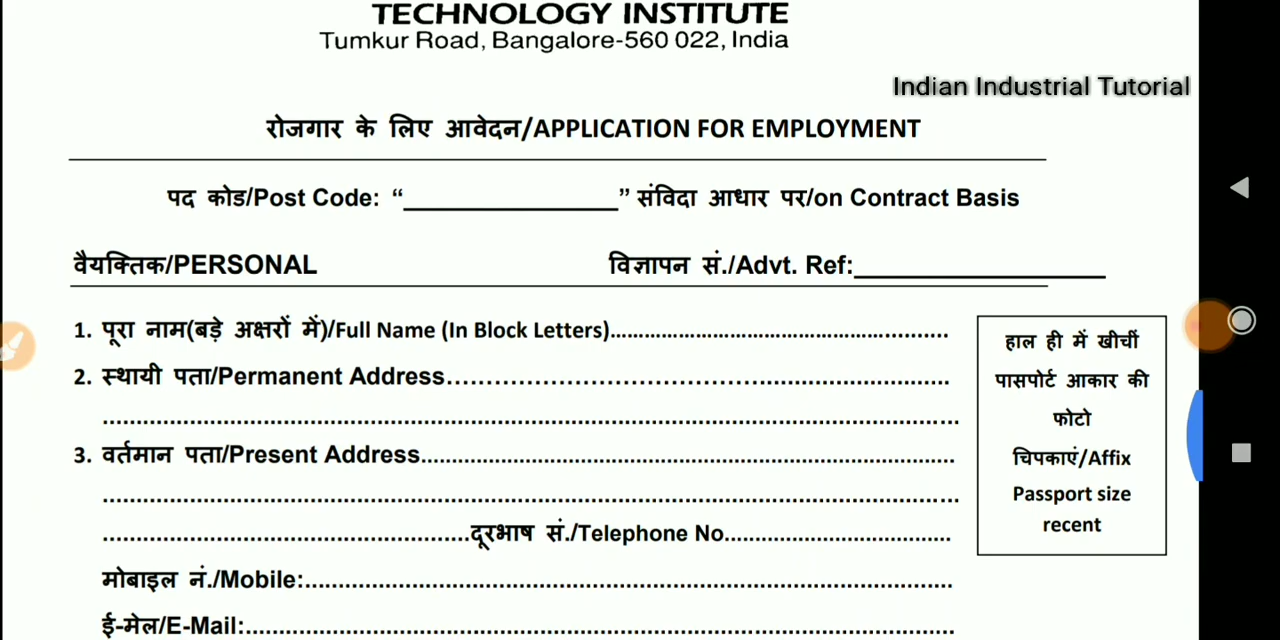 TECHNOLOGY INSTITUTE
Tumkur Road, Bangalore-560 022, India
Indian Industrial Tutorial
रोजगार के लिए आवेदन/APPLICATION FOR EMPLOYMENT
पद कोड/Post Code: “______________” संविदा आधार पर/on Contract Basis
वैयक्तिक/PERSONAL विज्ञापन सं./Advt. Ref:________________
1. पूरा नाम(बड़े अक्षरों में)/Full Name (In Block Letters)......................................................
2. स्थायी पता/Permanent Address..................................................................
..........................................................................................................
3. वर्तमान पता/Present Address..................................................................
..........................................................................................................
..............................................दूरभाष सं./Telephone No..............................
मोबाइल नं./Mobile:................................................................................
ई-मेल/E-Mail:.......................................................................................
हाल ही में खीचीं
पासपोर्ट आकार की
फोटो
चिपकाएं/Affix
Passport size
recent